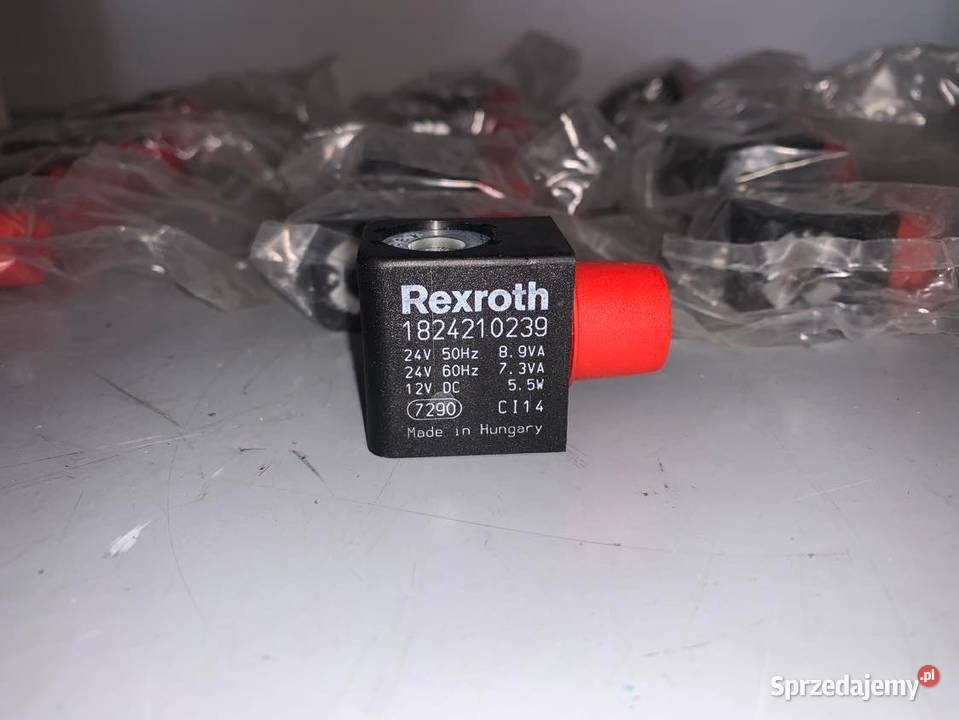 Rexroth
1824210239
24V 50Hz 8.9VA
24V 60Hz 7.3VA
12V DC 5.5W
7290 CI14
Made in Hungary
Sprzedajemy.pl